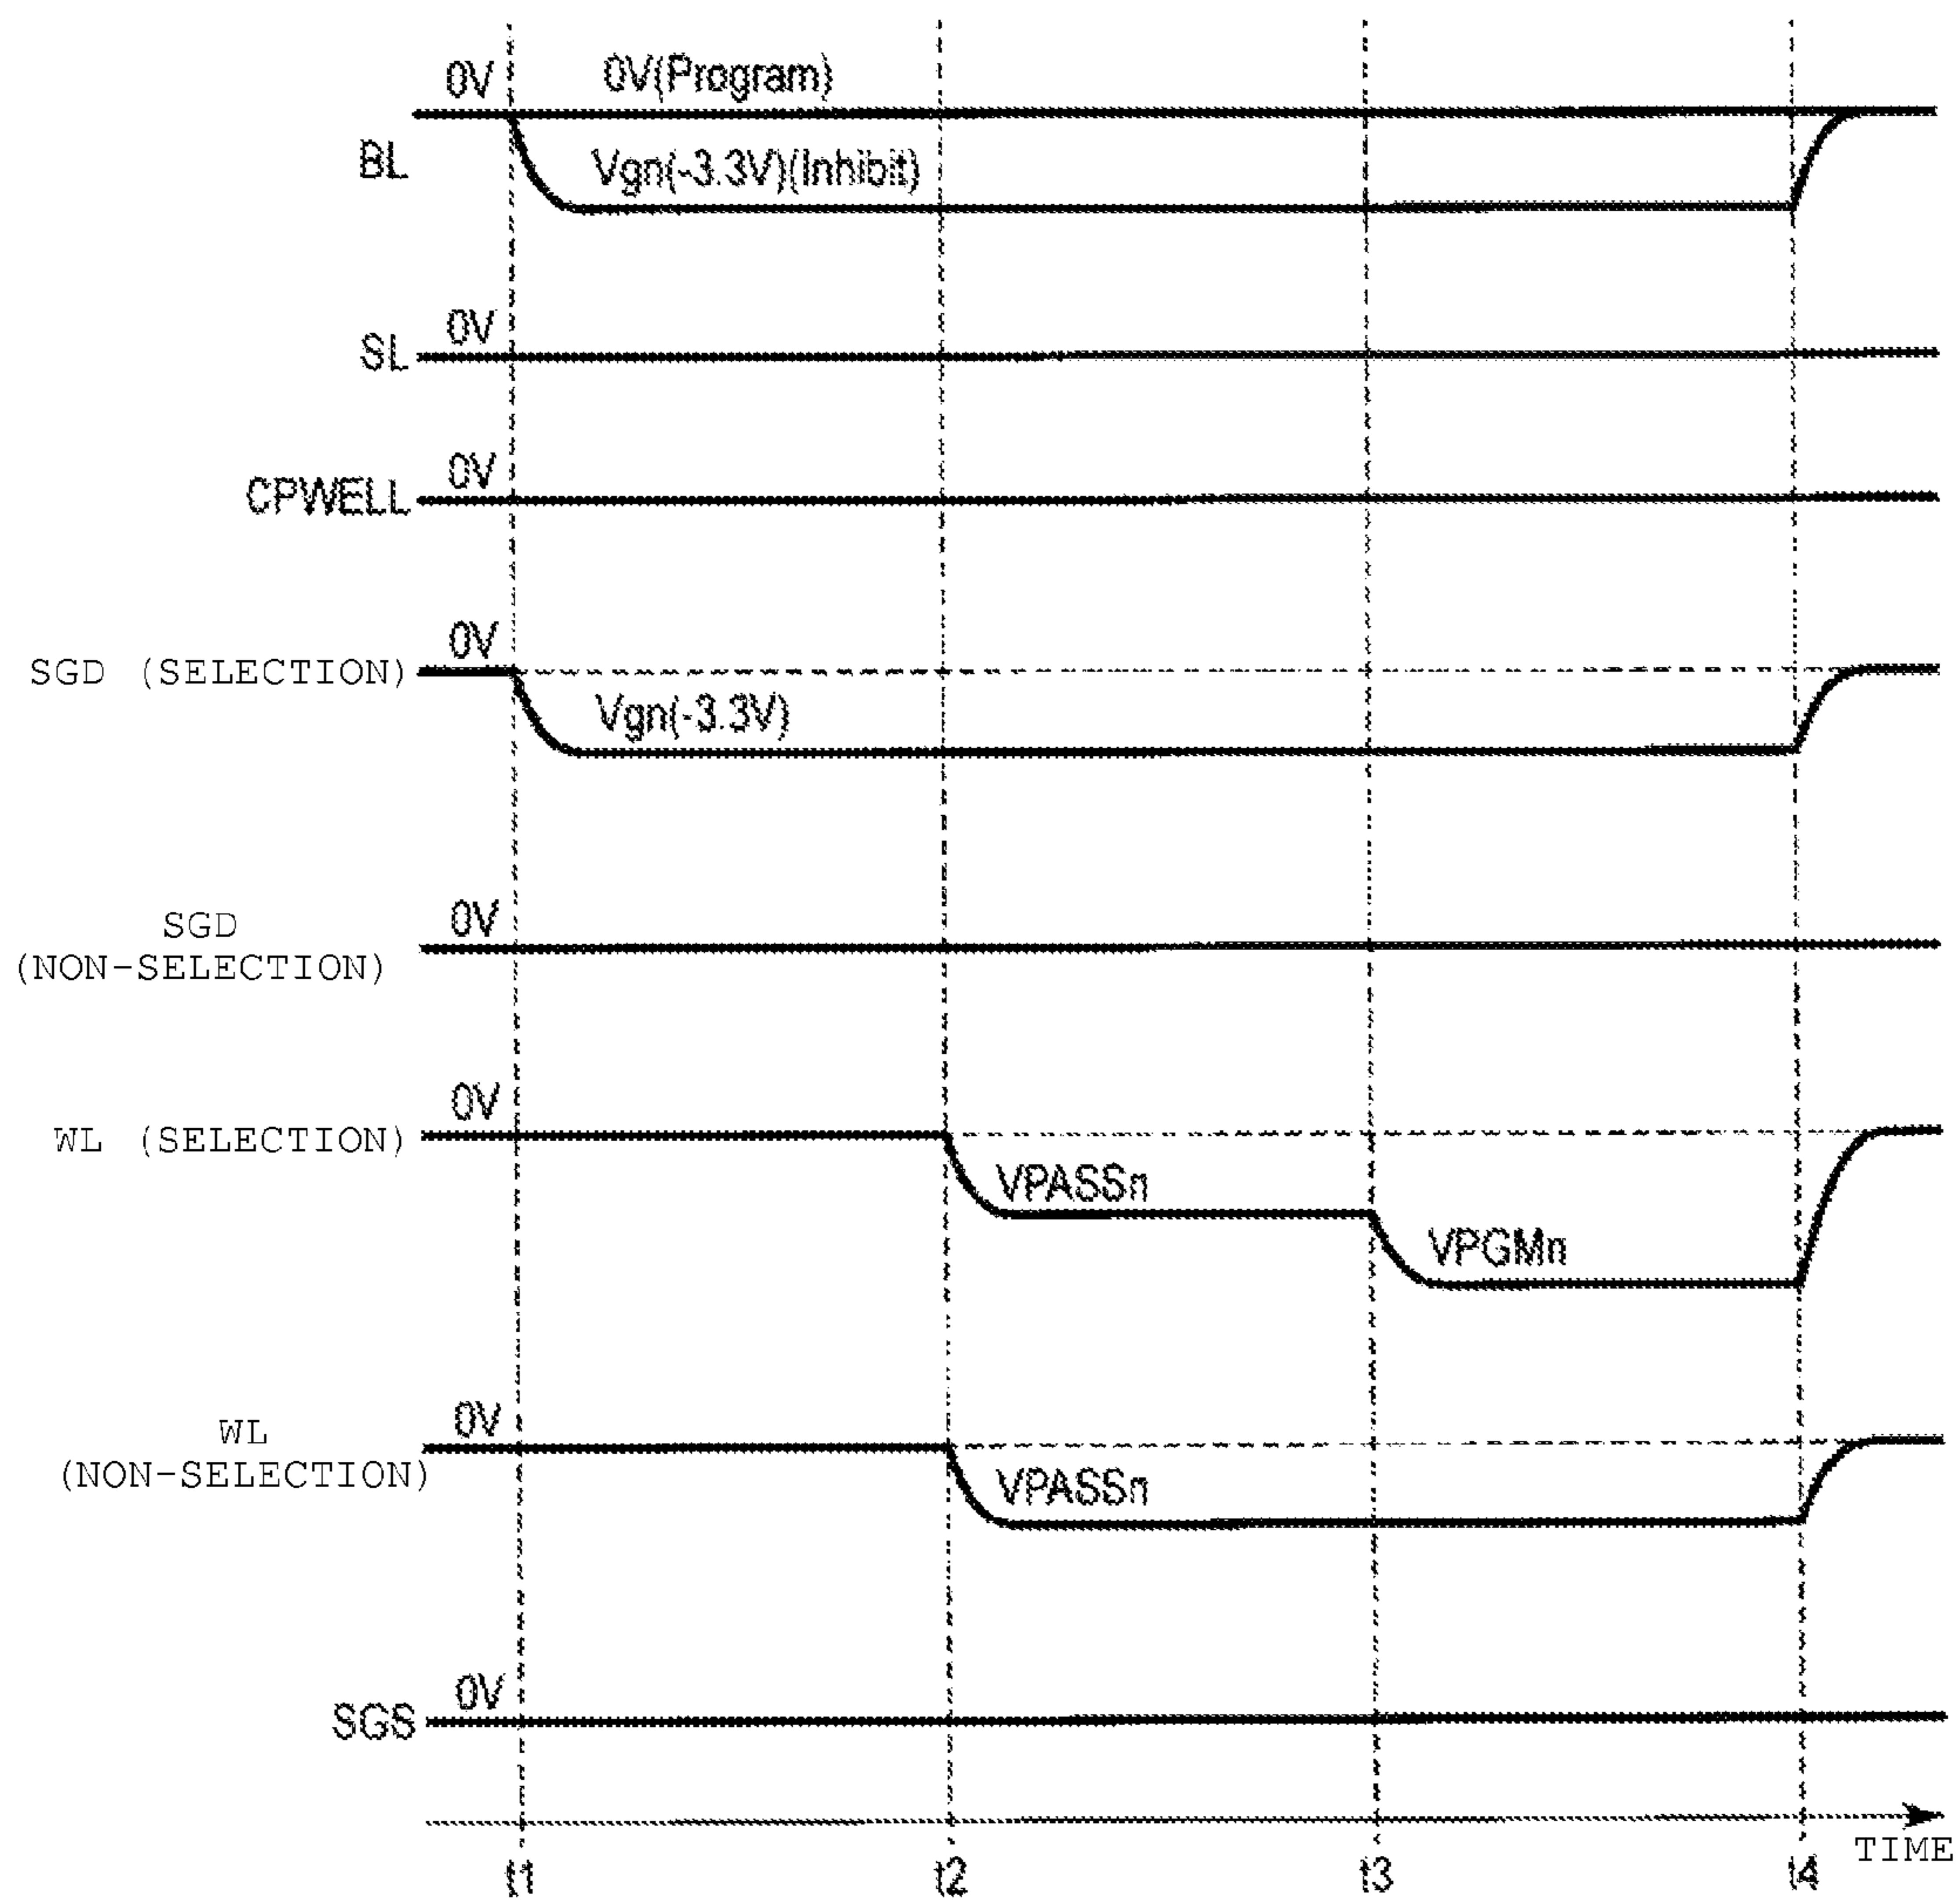 0V
0V(Program)
BL
Vgn(-3.3V)(Inhibit)
0V
SL
0V
CPWELL
0V
SGD (SELECTION)
Vgn(-3.3V)
0V
SGD
(NON-SELECTION)
0V
WL (SELECTION)
VPASSn
VPGMn
0V
WL
(NON-SELECTION)
VPASSn
0V
SGS
TIME
t1
t2
t3
t4